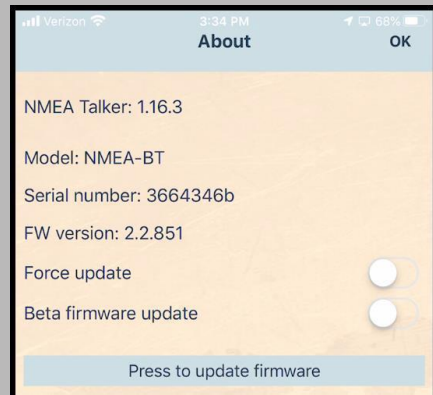 Verizon 3:34 PM 68%
About OK
NMEA Talker: 1.16.3
Model: NMEA-BT
Serial number: 3664346b
FW version: 2.2.851
Force update
Beta firmware update
Press to update firmware